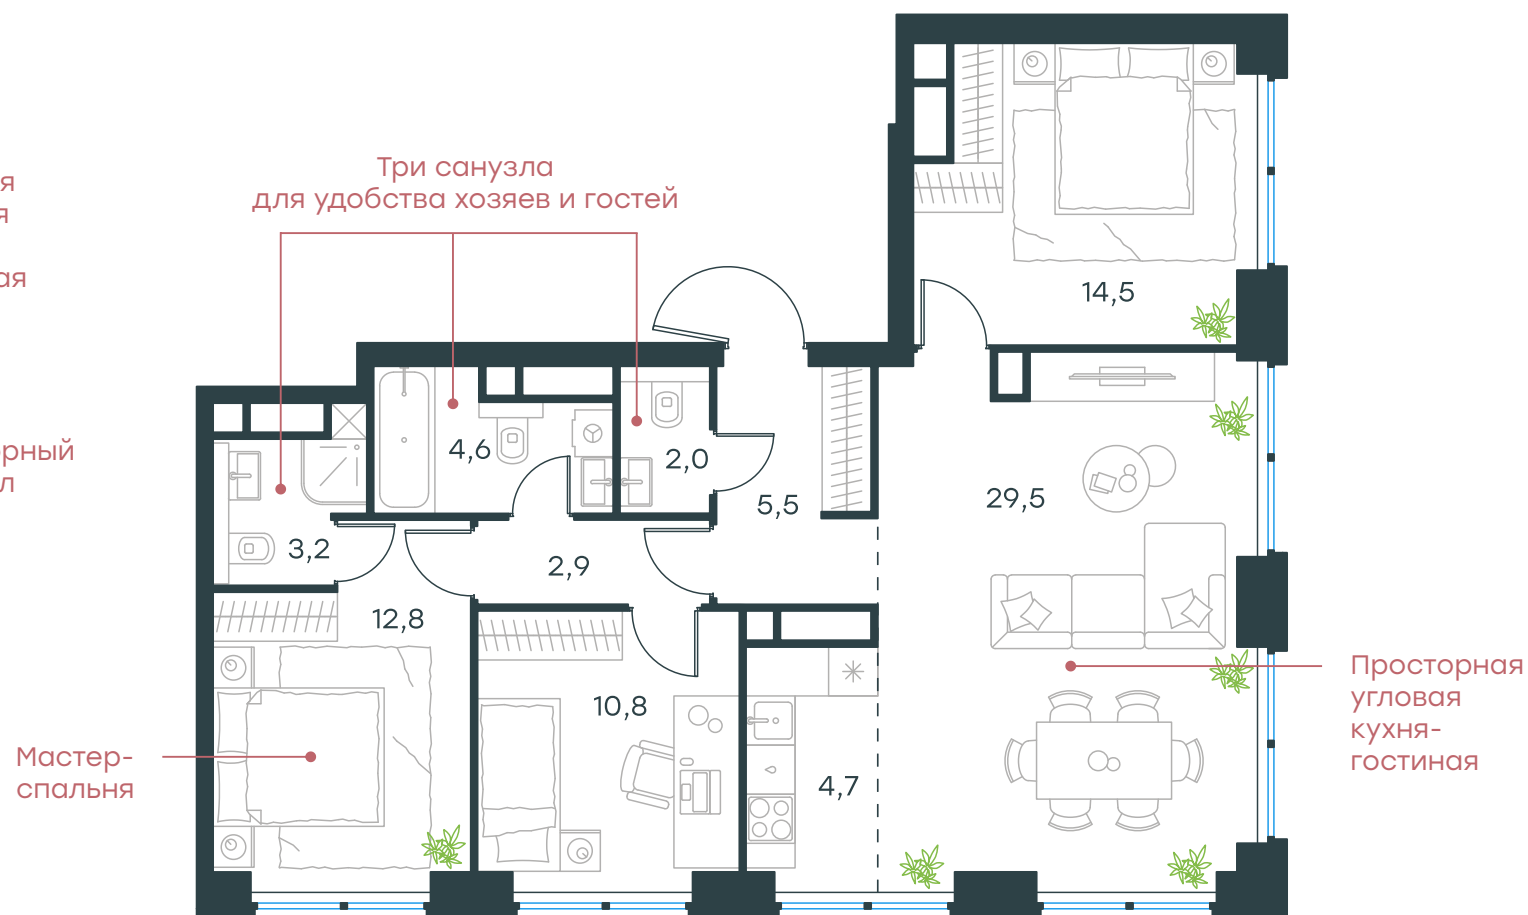 Три санузла
для удобства хозяев и гостей
14,5
4,6
2,0
5,5
29,5
3,2
2,9
12,8
10,8
4,7
Мастер-
спальня
Просторная
угловая
кухня-
гостиная